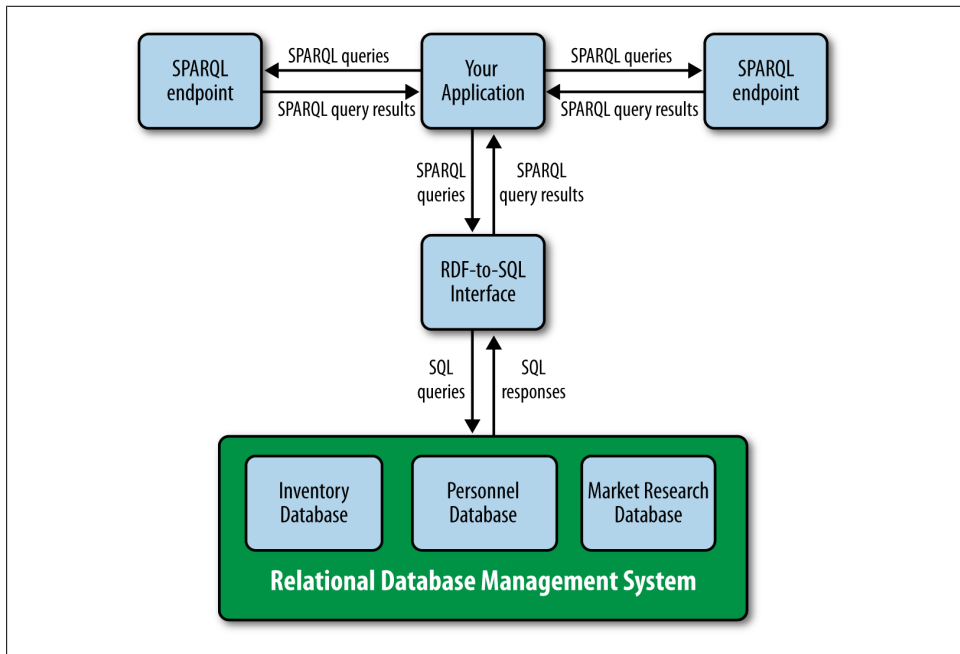 SPARQL queries
SPARQL endpoint
SPARQL query results
Your Application
SPARQL queries
SPARQL query results
SPARQL endpoint
SPARQL queries
SPARQL query results
RDF-to-SQL Interface
SQL queries
SQL responses
Inventory Database
Personnel Database
Market Research Database
Relational Database Management System